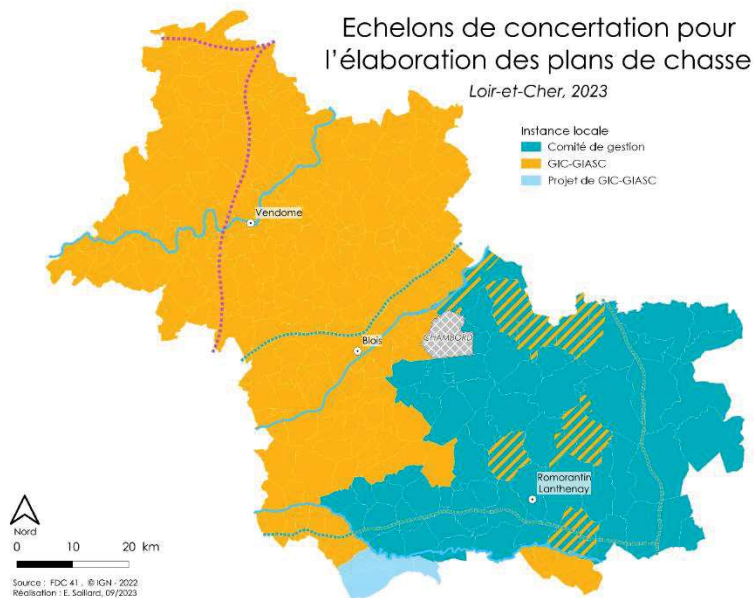 Echelons de concertation pour
l'élaboration des plans de chasse
Loir-et-Cher, 2023
Instance locale
Comité de gestion
GIC-GIASC
Projet de GIC-GIASC
Vendome
Blois
CHAMBORD
Romorantin
Lanthenay
Nord
0 10 20 km
Source : FDC 41 , © IGN - 2022
Réalisation : E. Saillard, 09/2023